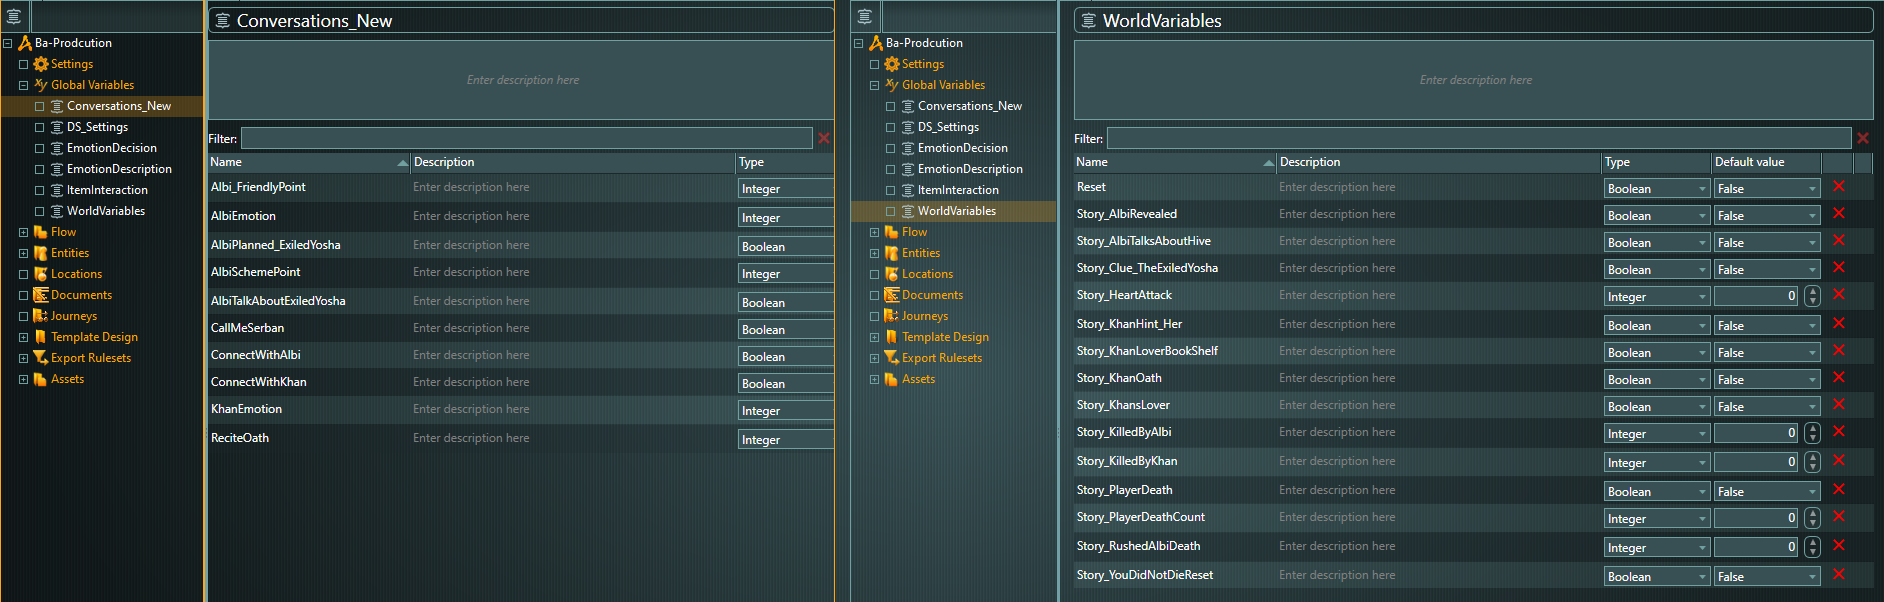 Ba-Prodcution
Settings
Global Variables
Conversations_New
DS_Settings
EmotionDecision
EmotionDescription
ItemInteraction
WorldVariables
Flow
Entities
Locations
Documents
Journeys
Template Design
Export Rulesets
Assets
Conversations_New
Enter description here
Filter:
Name Description Type
Albi_FriendlyPoint Enter description here Integer
AlbiEmotion Enter description here Integer
AlbiPlanned_ExiledYosha Enter description here Boolean
AlbiSchemePoint Enter description here Integer
AlbiTalkAboutExiledYosha Enter description here Boolean
CallMeSerban Enter description here Boolean
ConnectWithAlbi Enter description here Boolean
ConnectWithKhan Enter description here Boolean
KhanEmotion Enter description here Integer
ReciteOath Enter description here Integer
Ba-Prodcution
Settings
Global Variables
Conversations_New
DS_Settings
EmotionDecision
EmotionDescription
ItemInteraction
WorldVariables
Flow
Entities
Locations
Documents
Journeys
Template Design
Export Rulesets
Assets
WorldVariables
Enter description here
Filter:
Name Description Type Default value
Reset Enter description here Boolean False
Story_AlbiRevealed Enter description here Boolean False
Story_AlbiTalksAboutHive Enter description here Boolean False
Story_Clue_TheExiledYosha Enter description here Boolean False
Story_HeartAttack Enter description here Integer 0
Story_KhanHint_Her Enter description here Boolean False
Story_KhanLoverBookShelf Enter description here Boolean False
Story_KhanOath Enter description here Boolean False
Story_KhansLover Enter description here Boolean False
Story_KilledByAlbi Enter description here Integer 0
Story_KilledByKhan Enter description here Integer 0
Story_PlayerDeath Enter description here Boolean False
Story_PlayerDeathCount Enter description here Integer 0
Story_RushedAlbiDeath Enter description here Integer 0
Story_YouDidNotDieReset Enter description here Boolean False